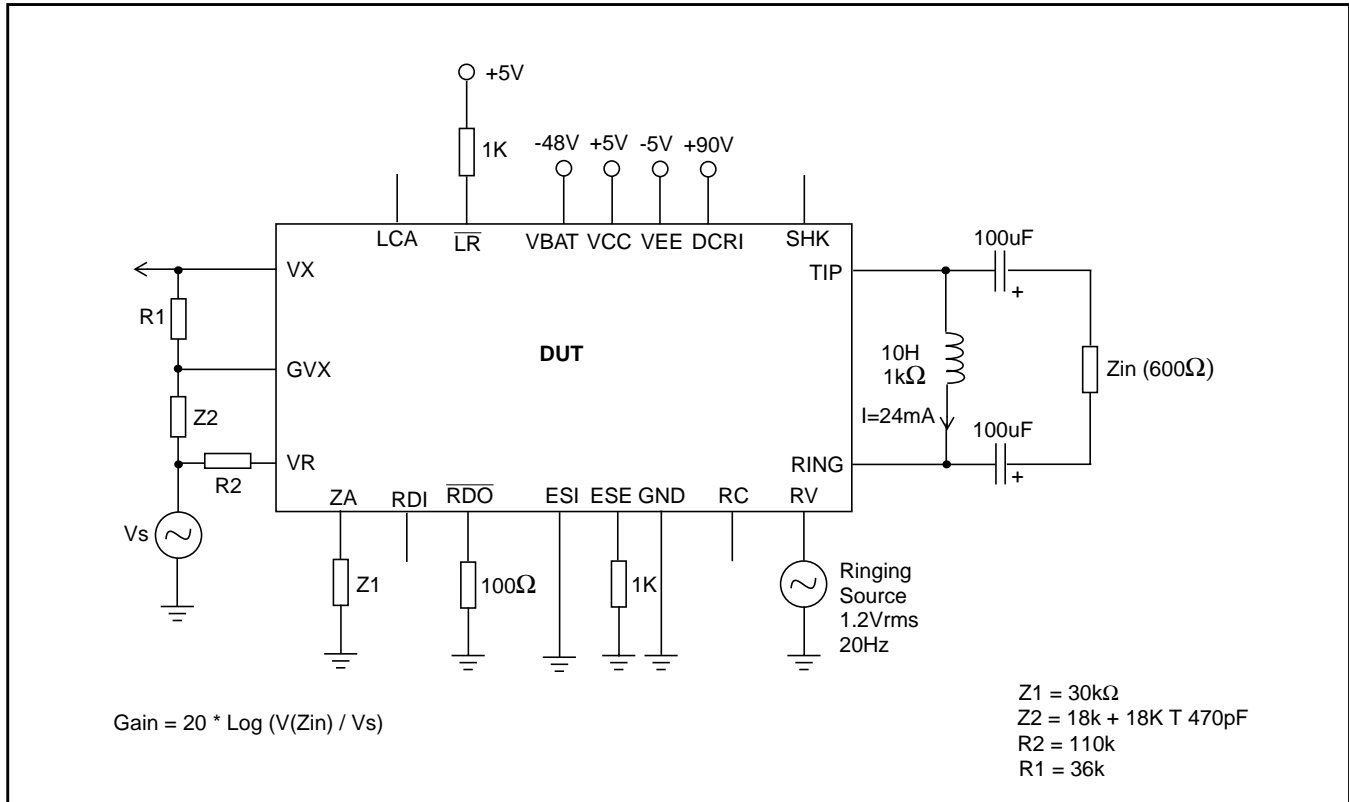 +5V
1K
-48V +5V -5V +90V
LCA LR VBAT VCC VEE DCRI SHK
VX
TIP
100uF
+
R1
GVX
DUT
10H
1kΩ
Zin (600Ω)
Z2
I=24mA
VR
RING
100uF
+
R2
ZA RDI RDO ESI ESE GND RC RV
Vs
Z1
100Ω
1K
Ringing
Source
1.2Vrms
20Hz
Gain = 20 * Log (V(Zin) / Vs)
Z1 = 30kΩ
Z2 = 18k + 18K T 470pF
R2 = 110k
R1 = 36k